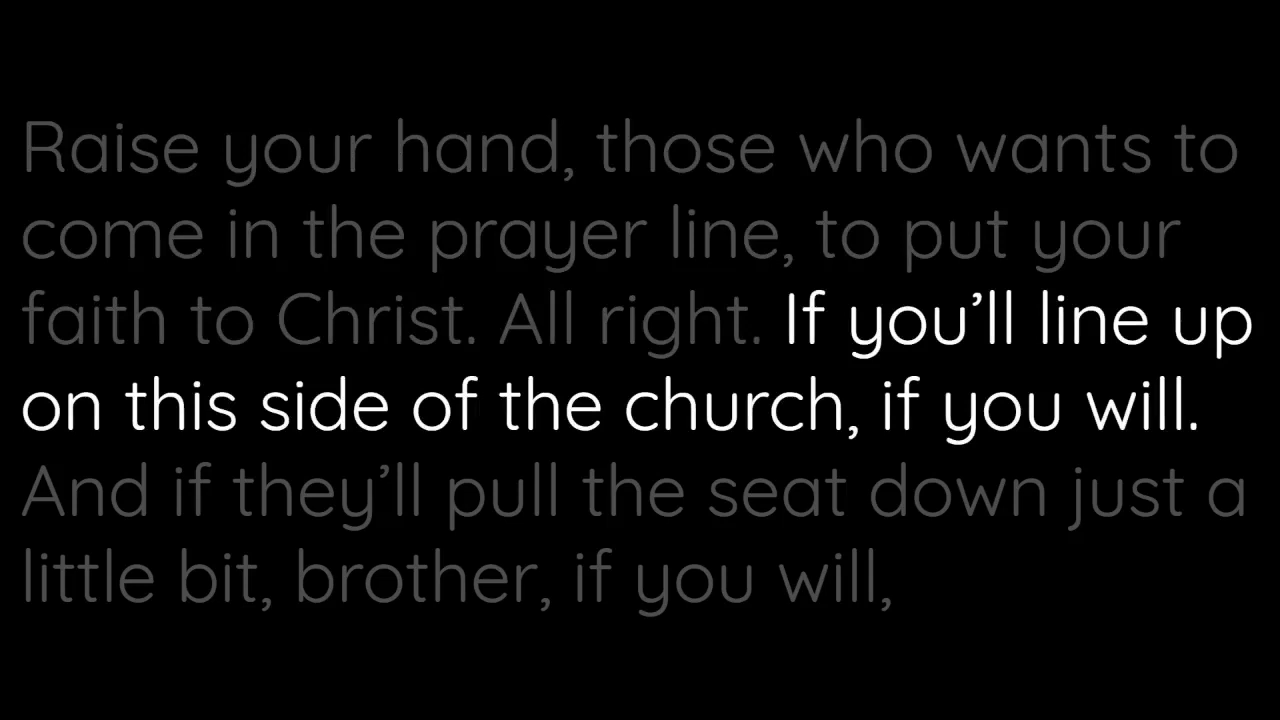 Raise your hand, those who wants to
come in the prayer line, to put your
faith to Christ. All right. If you’ll line up
on this side of the church, if you will.
And if they’ll pull the seat down just a
little bit, brother, if you will,